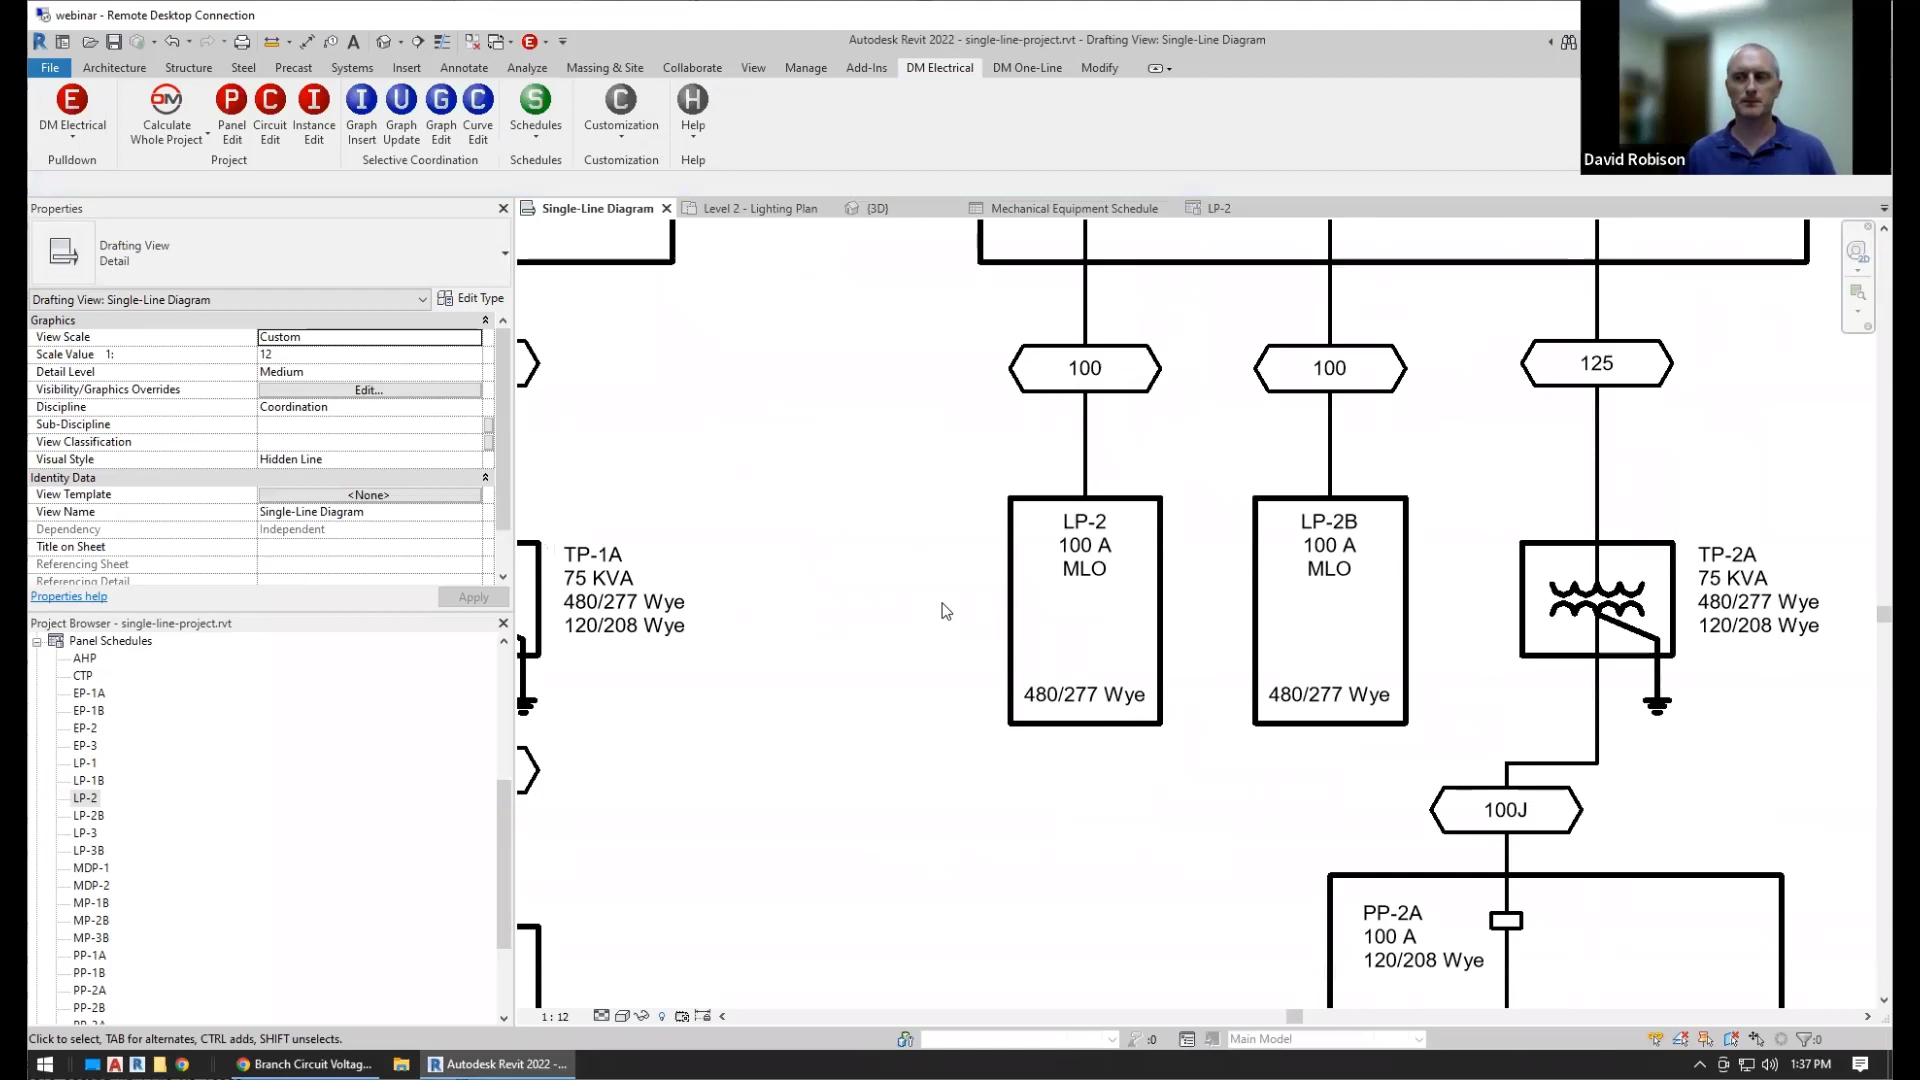 webinar - Remote Desktop Connection
Autodesk Revit 2022 - single-line-project.rvt - Drafting View: Single-Line Diagram
File Architecture Structure Steel Precast Systems Insert Annotate Analyze Massing & Site Collaborate View Manage Add-Ins DM Electrical DM One-Line Modify
E DM P C I I U G C S C H
DM Electrical
Calculate Whole Project
Panel Edit
Circuit Edit
Instance Edit
Graph Insert
Graph Update
Graph Edit
Curve Edit
Schedules
Customization
Help
Pulldown Project Selective Coordination Schedules Customization Help
David Robison
Properties
Drafting View
Detail
Drafting View: Single-Line Diagram Edit Type
Graphics
View Scale Custom
Scale Value 1: 12
Detail Level Medium
Visibility/Graphics Overrides Edit...
Discipline Coordination
Sub-Discipline
View Classification
Visual Style Hidden Line
Identity Data
View Template <None>
View Name Single-Line Diagram
Dependency Independent
Title on Sheet
Referencing Sheet
Referencing Detail
Properties help Apply
Project Browser - single-line-project.rvt
Panel Schedules
AHP
CTP
EP-1A
EP-1B
EP-2
EP-3
LP-1
LP-1B
LP-2
LP-2B
LP-3
LP-3B
MDP-1
MDP-2
MP-1B
MP-2B
MP-3B
PP-1A
PP-1B
PP-2A
PP-2B
Single-Line Diagram Level 2 - Lighting Plan {3D} Mechanical Equipment Schedule LP-2
100
100
125
TP-1A
75 KVA
480/277 Wye
120/208 Wye
LP-2
100 A
MLO
480/277 Wye
LP-2B
100 A
MLO
480/277 Wye
TP-2A
75 KVA
480/277 Wye
120/208 Wye
100J
PP-2A
100 A
120/208 Wye
1 : 12
Click to select, TAB for alternates, CTRL adds, SHIFT unselects.
:0
Main Model
:0
Branch Circuit Voltag...
Autodesk Revit 2022 -...
1:37 PM